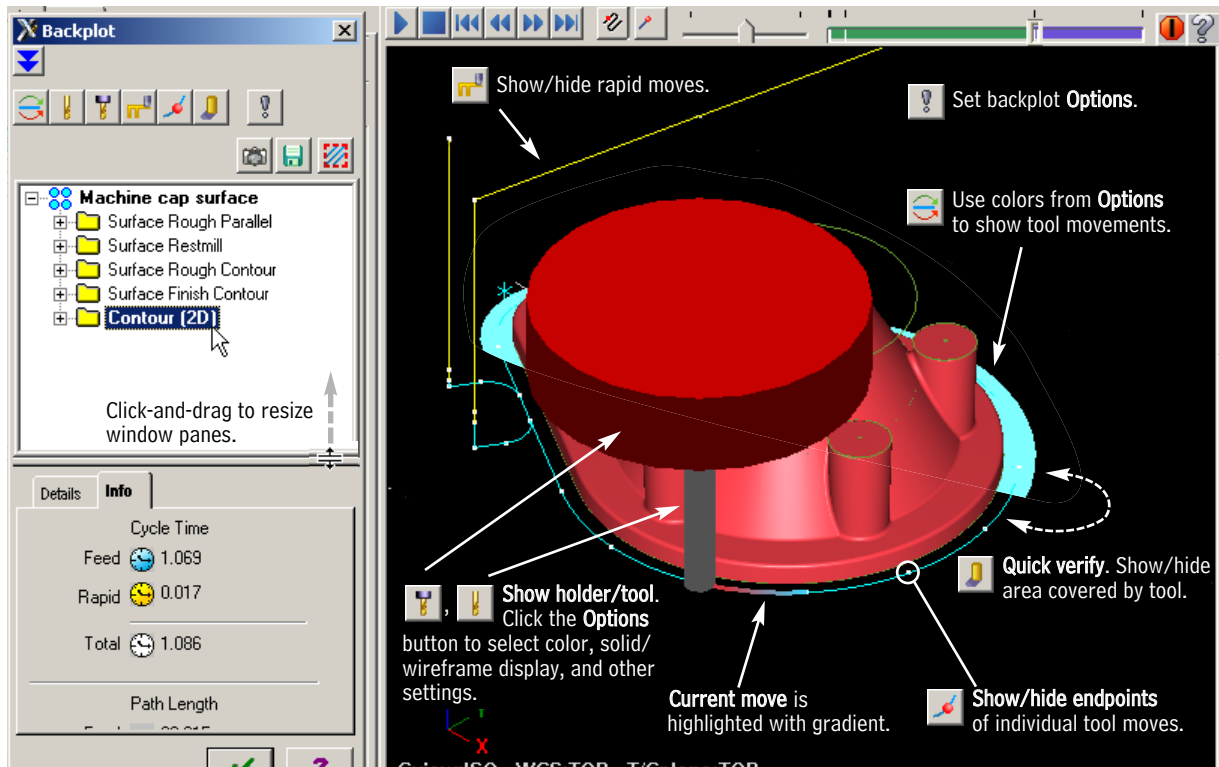 Backplot
Machine cap surface
Surface Rough Parallel
Surface Restmill
Surface Rough Contour
Surface Finish Contour
Contour (2D)
Click-and-drag to resize
window panes.
Details
Info
Cycle Time
Feed 1.069
Rapid 0.017
Total 1.086
Path Length
Show/hide rapid moves.
Set backplot Options.
Use colors from Options
to show tool movements.
Quick verify. Show/hide
area covered by tool.
, Show holder/tool.
Click the Options
button to select color, solid/
wireframe display, and other
settings.
Current move is
highlighted with gradient.
Show/hide endpoints
of individual tool moves.
X